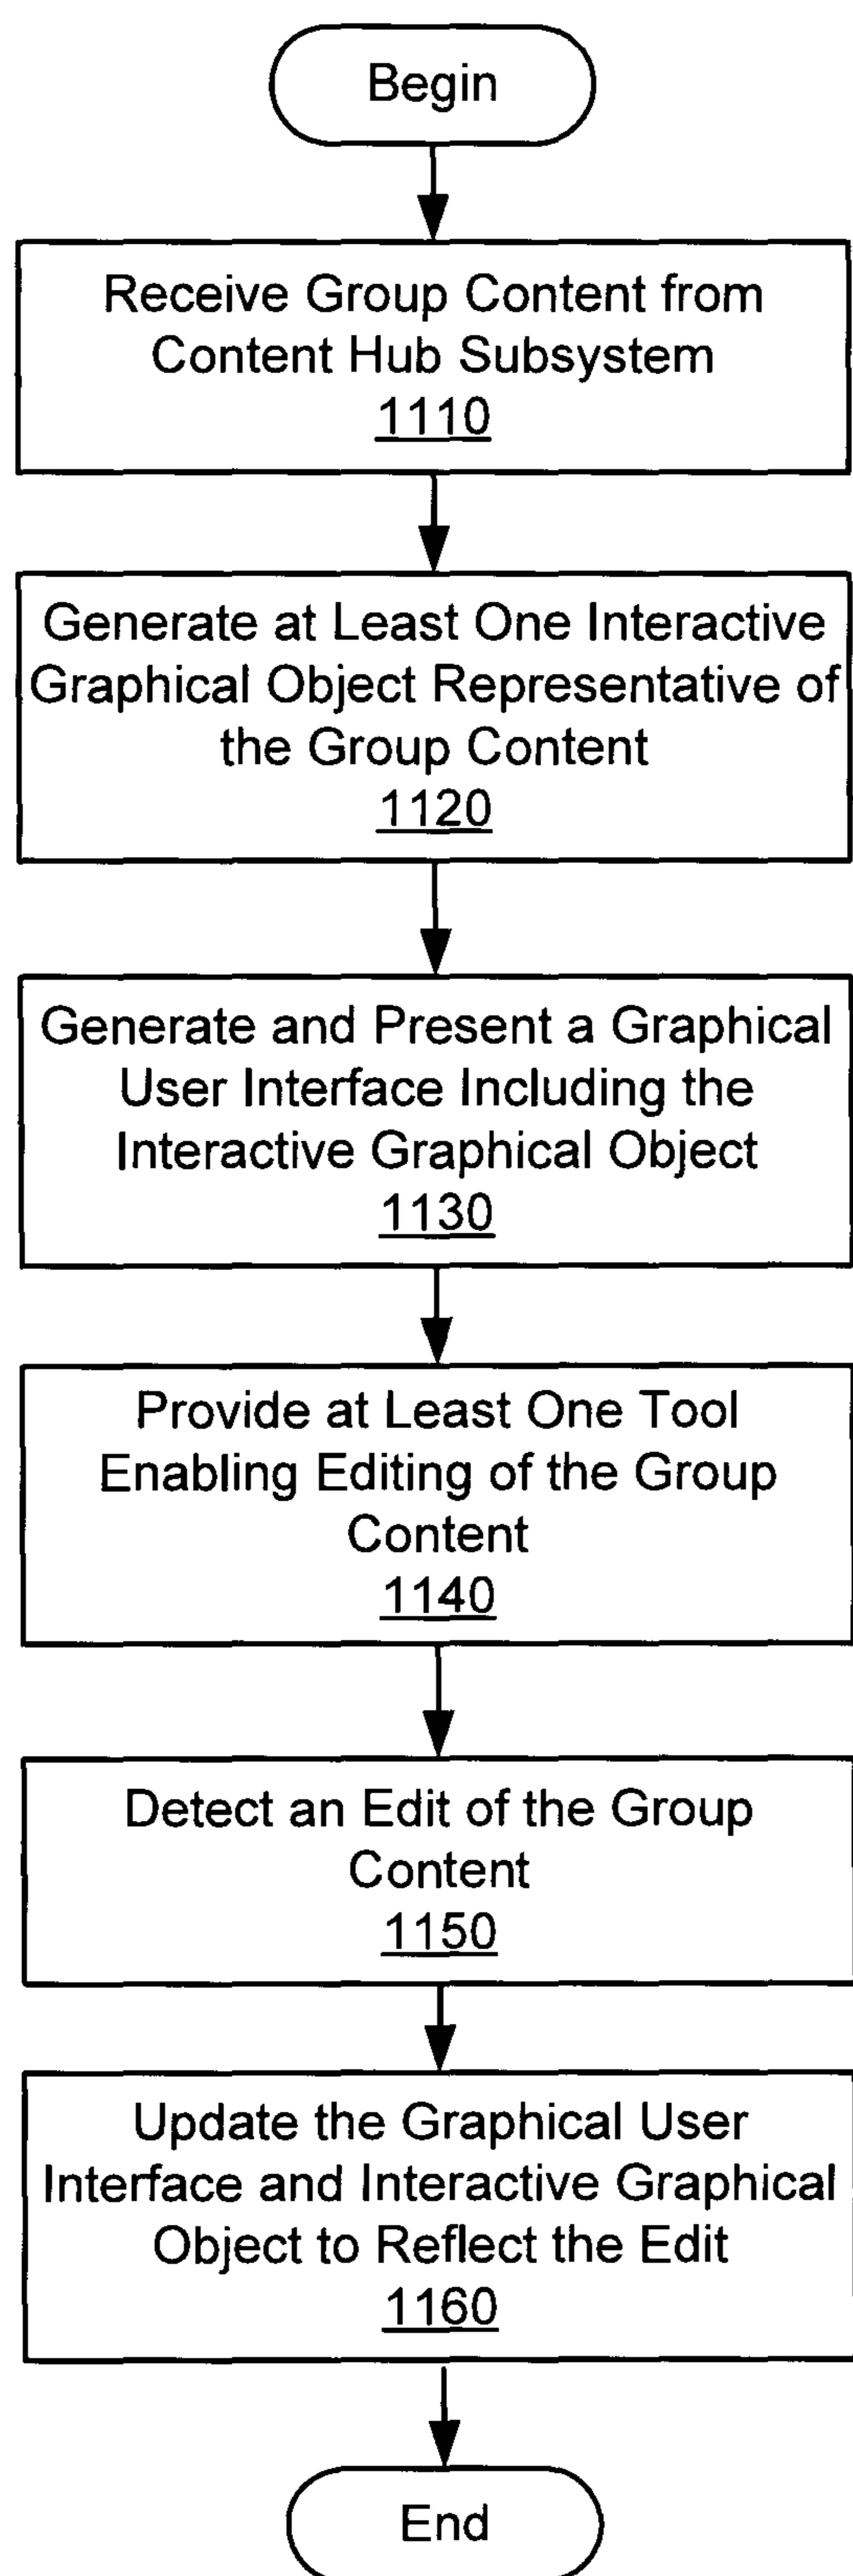 Begin
Receive Group Content from
Content Hub Subsystem
1110
Generate at Least One Interactive
Graphical Object Representative of
the Group Content
1120
Generate and Present a Graphical
User Interface Including the
Interactive Graphical Object
1130
Provide at Least One Tool
Enabling Editing of the Group
Content
1140
Detect an Edit of the Group
Content
1150
Update the Graphical User
Interface and Interactive Graphical
Object to Reflect the Edit
1160
End